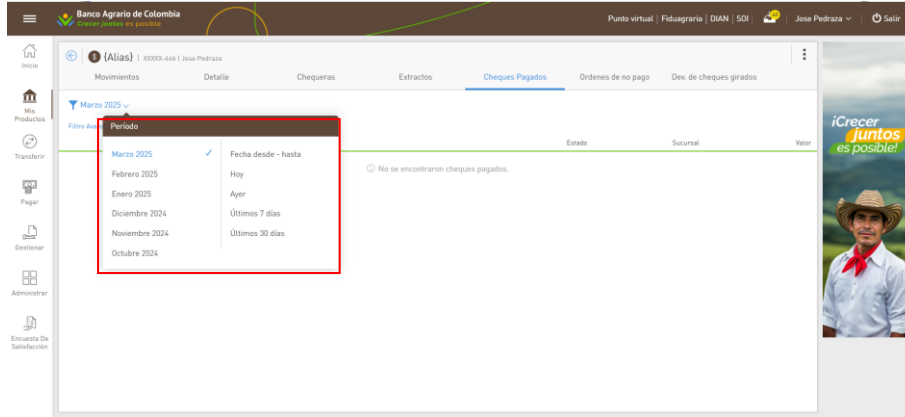 Banco Agrario de Colombia
Crecer juntos es posible
Punto virtual | Fiduagraria | DIAN | SOI | Jose Pedraza Salir
Inicio
Mis
Productos
Transferir
Pagar
Gestionar
Administrar
Encuesta De
Satisfacción
{Alias} | XXXXX-466 | Jose Pedraza
Movimientos Detalle Chequeras Extractos Cheques Pagados Ordenes de no pago Dev. de cheques girados
Marzo 2025
Filtro
Período
Estado Sucursal Valor
Marzo 2025 Fecha desde - hasta
Febrero 2025 Hoy
Enero 2025 Ayer
Diciembre 2024 Últimos 7 días
Noviembre 2024 Últimos 30 días
Octubre 2024
No se encontraron cheques pagados.
¡Crecer
juntos
es posible!